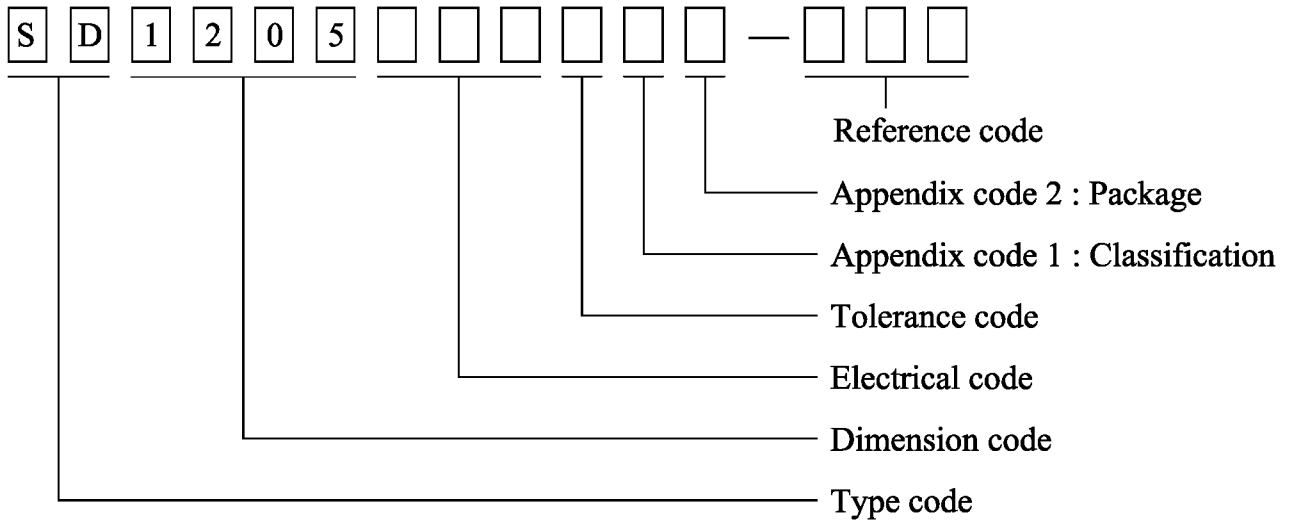 S D 1 2 0 5 —
Reference code
Appendix code 2 : Package
Appendix code 1 : Classification
Tolerance code
Electrical code
Dimension code
Type code